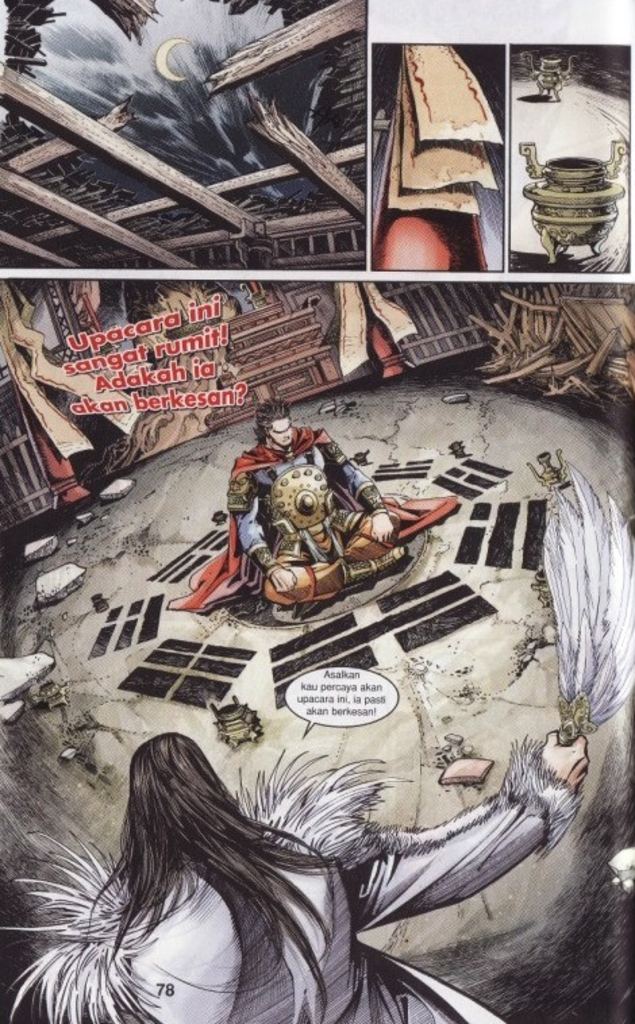 Upacara ini
sangat rumit!
Adakah ia
akan berkesan?
Asalkan
kau percaya akan
upacara ini, ia pasti
akan berkesan!
78